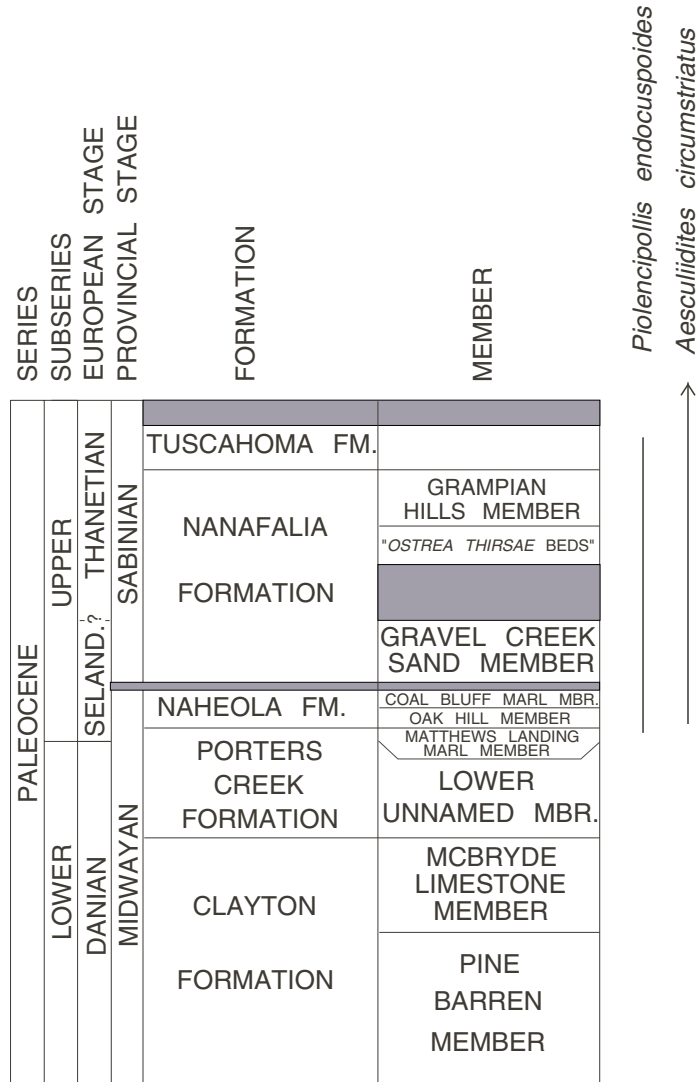 SERIES
SUBSERIES
EUROPEAN STAGE
PROVINCIAL STAGE
FORMATION
MEMBER
Piolencipollis endocuspoides
Aesculiidites circumstriatus
PALEOCENE
UPPER
LOWER
THANETIAN
?
SELAND.
DANIAN
SABINIAN
MIDWAYAN
TUSCAHOMA FM.
NANAFALIA
FORMATION
NAHEOLA FM.
PORTERS
CREEK
FORMATION
CLAYTON
FORMATION
GRAMPIAN
HILLS MEMBER
"OSTREA THIRSAE BEDS"
GRAVEL CREEK
SAND MEMBER
COAL BLUFF MARL MBR.
OAK HILL MEMBER
MATTHEWS LANDING
MARL MEMBER
LOWER
UNNAMED MBR.
MCBRYDE
LIMESTONE
MEMBER
PINE
BARREN
MEMBER